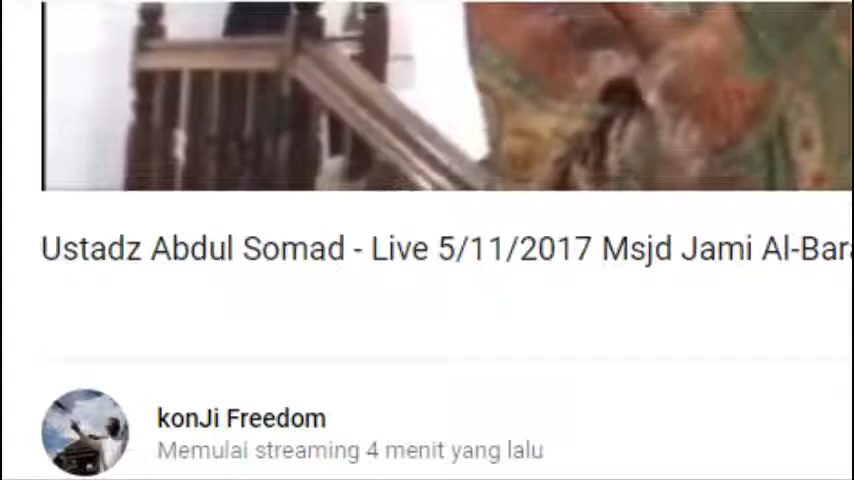 Ustadz Abdul Somad - Live 5/11/2017 Msjd Jami
konJi Freedom
Memulai streaming 4 menit yang lalu